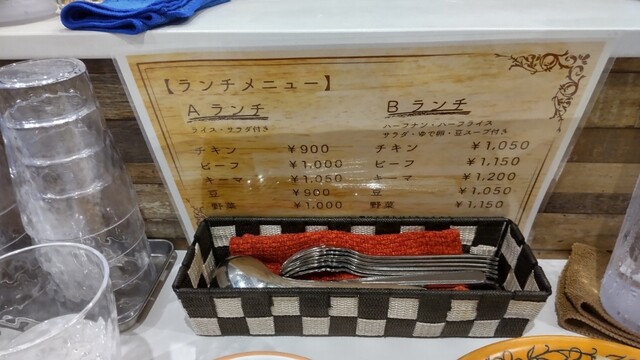 【ランチメニュー】
Aランチ
ライス・サラダ付き
チキン ¥900
ビーフ ¥1,000
キーマ ¥1,050
豆 ¥900
野菜 ¥1,000
Bランチ
ハーフナン・ハーフライス
サラダ・ゆで卵・豆スープ付き
チキン ¥1,050
ビーフ ¥1,150
キーマ ¥1,200
豆 ¥1,050
野菜 ¥1,150